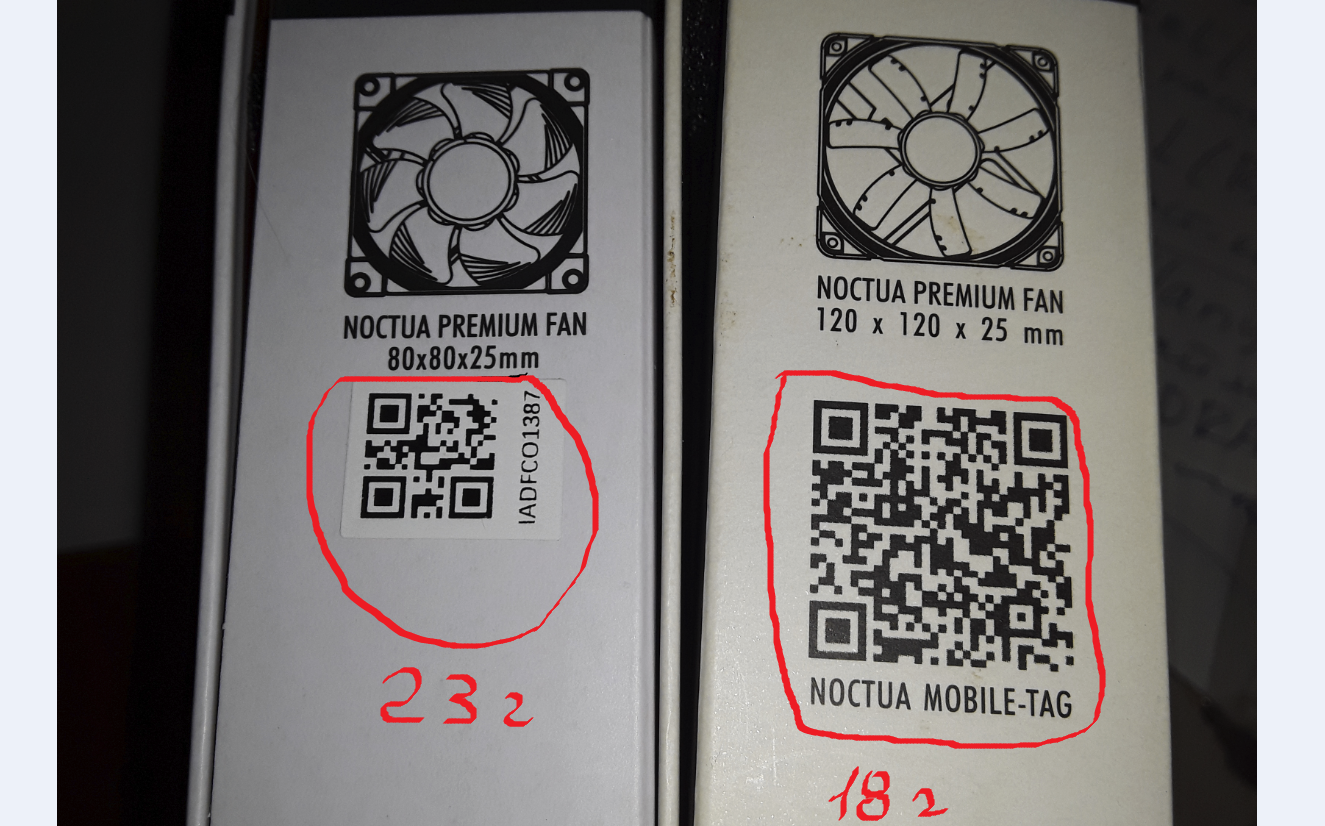 NOCTUA PREMIUM FAN
80x80x25mm
IADFCO1387
23 г
NOCTUA PREMIUM FAN
120 x 120 x 25 mm
NOCTUA MOBILE-TAG
18 г